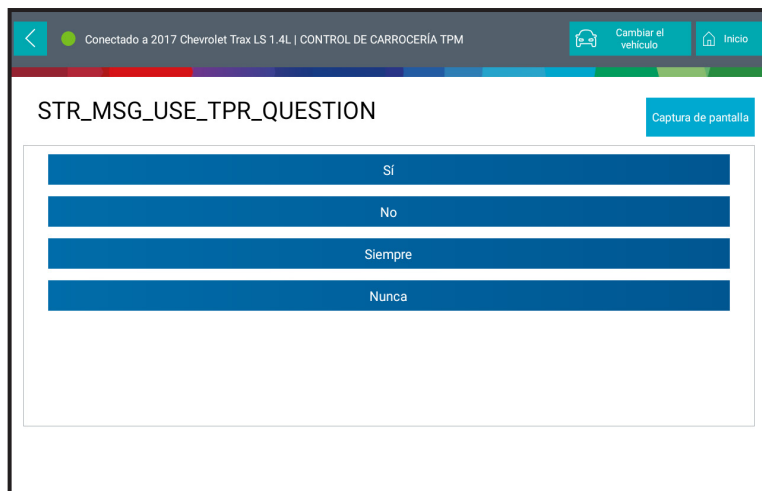 Conectado a 2017 Chevrolet Trax LS 1.4L | CONTROL DE CARROCERÍA TPM
Cambiar el
vehículo
Inicio
STR_MSG_USE_TPR_QUESTION
Captura de pantalla
Sí
No
Siempre
Nunca